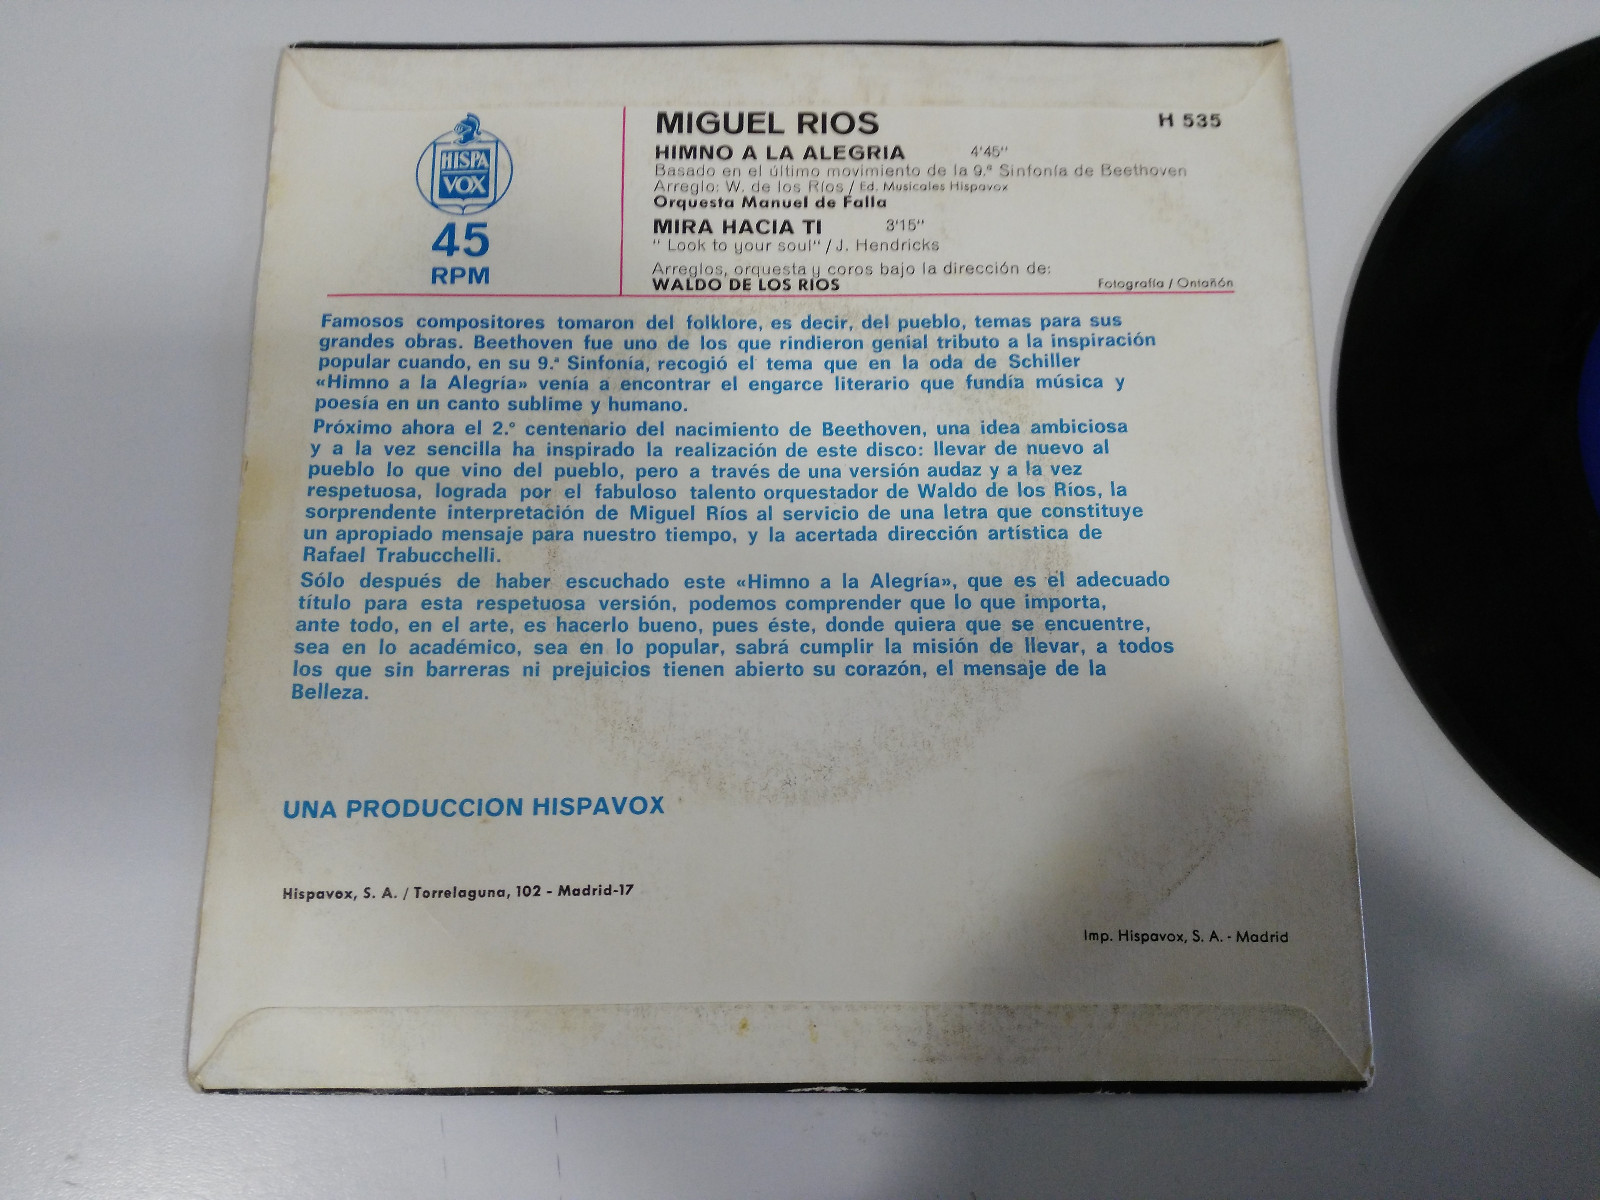 HISPA
VOX
45
RPM
MIGUEL RIOS
H 535
HIMNO A LA ALEGRIA 4'45"
Basado en el último movimiento de la 9.ª Sinfonía de Beethoven
Arreglo: W. de los Ríos / Ed. Musicales Hispavox
Orquesta Manuel de Falla
MIRA HACIA TI 3'15"
" Look to your soul" / J. Hendricks
Arreglos, orquesta y coros bajo la dirección de:
WALDO DE LOS RIOS
Fotografía / Ontañón
Famosos compositores tomaron del folklore, es decir, del pueblo, temas para sus
grandes obras. Beethoven fue uno de los que rindieron genial tributo a la inspiración
popular cuando, en su 9.ª Sinfonía, recogió el tema que en la oda de Schiller
«Himno a la Alegría» venía a encontrar el engarce literario que fundía música y
poesía en un canto sublime y humano.
Próximo ahora el 2.º centenario del nacimiento de Beethoven, una idea ambiciosa
y a la vez sencilla ha inspirado la realización de este disco: llevar de nuevo al
pueblo lo que vino del pueblo, pero a través de una versión audaz y a la vez
respetuosa, lograda por el fabuloso talento orquestador de Waldo de los Ríos, la
sorprendente interpretación de Miguel Ríos al servicio de una letra que constituye
un apropiado mensaje para nuestro tiempo, y la acertada dirección artística de
Rafael Trabucchelli.
Sólo después de haber escuchado este «Himno a la Alegría», que es el adecuado
título para esta respetuosa versión, podemos comprender que lo que importa,
ante todo, en el arte, es hacerlo bueno, pues éste, donde quiera que se encuentre,
sea en lo académico, sea en lo popular, sabrá cumplir la misión de llevar, a todos
los que sin barreras ni prejuicios tienen abierto su corazón, el mensaje de la
Belleza.
UNA PRODUCCION HISPAVOX
Hispavox, S. A. / Torrelaguna, 102 - Madrid-17
Imp. Hispavox, S. A. - Madrid